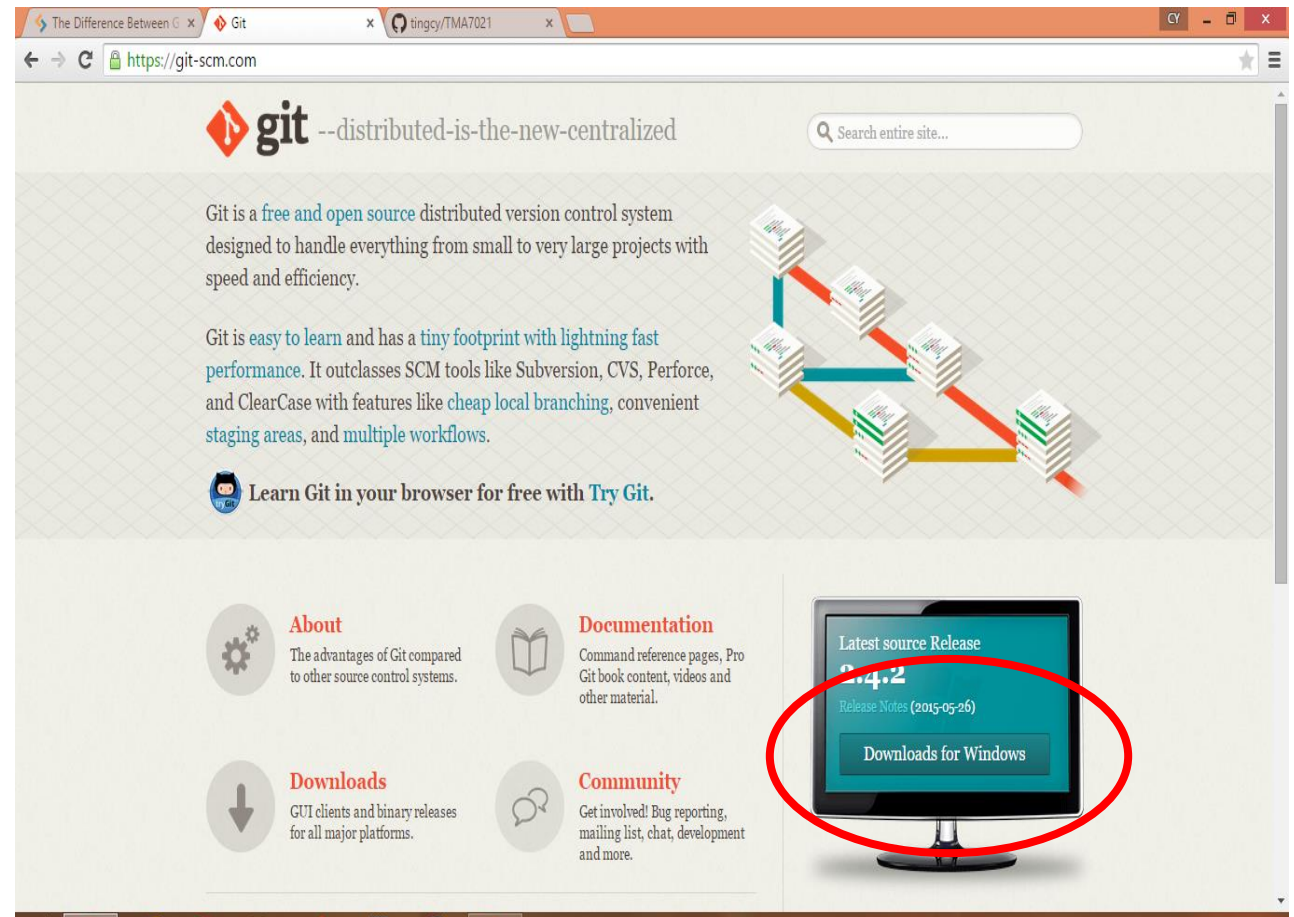 The Difference Between G
Git
tingcy/TMA7021
CY
https://git-scm.com
git --distributed-is-the-new-centralized
Search entire site...
Git is a free and open source distributed version control system
designed to handle everything from small to very large projects with
speed and efficiency.
Git is easy to learn and has a tiny footprint with lightning fast
performance. It outclasses SCM tools like Subversion, CVS, Perforce,
and ClearCase with features like cheap local branching, convenient
staging areas, and multiple workflows.
Try Git
Learn Git in your browser for free with Try Git.
About
The advantages of Git compared
to other source control systems.
Documentation
Command reference pages, Pro
Git book content, videos and
other material.
Downloads
GUI clients and binary releases
for all major platforms.
Community
Get involved! Bug reporting,
mailing list, chat, development
and more.
Latest source Release
2.4.2
Release Notes (2015-05-26)
Downloads for Windows